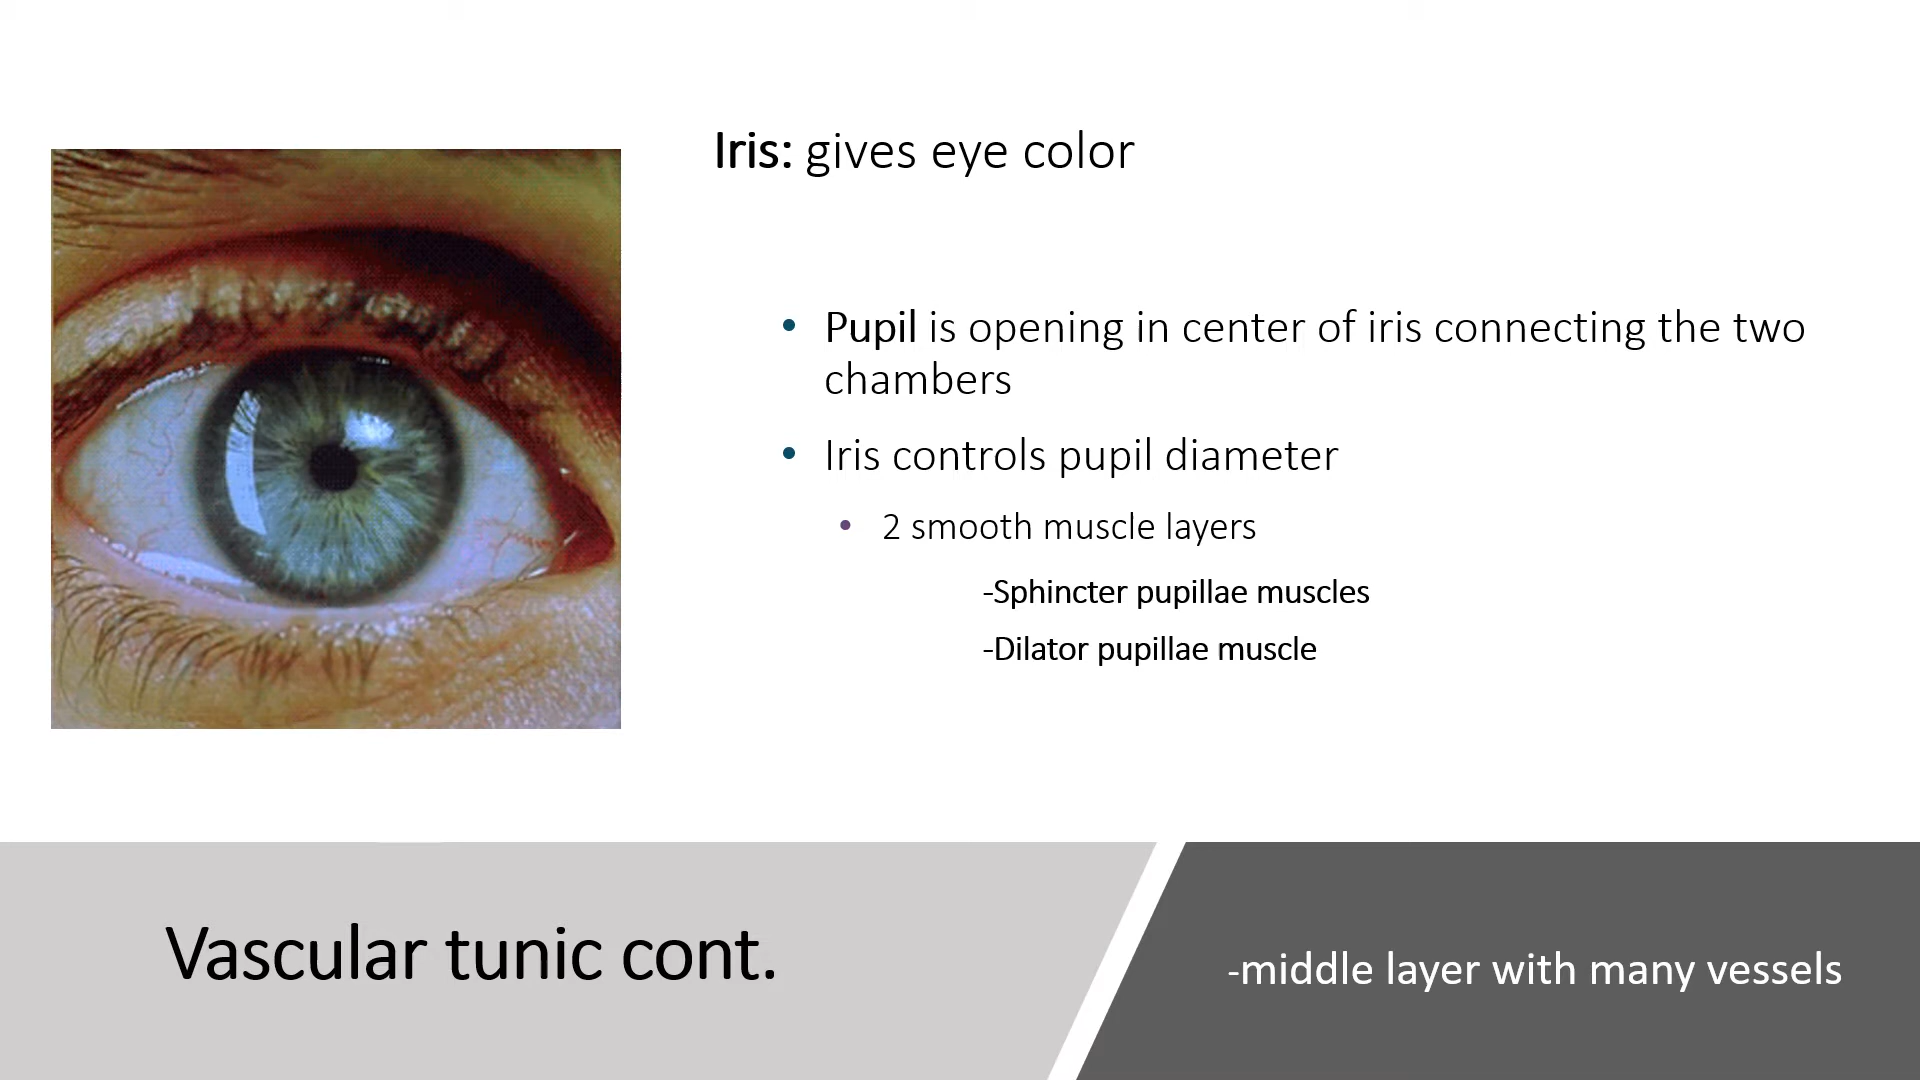 Iris: gives eye color
• Pupil is opening in center of iris connecting the two
chambers
• Iris controls pupil diameter
• 2 smooth muscle layers
-Sphincter pupillae muscles
-Dilator pupillae muscle
Vascular tunic cont.
-middle layer with many vessels